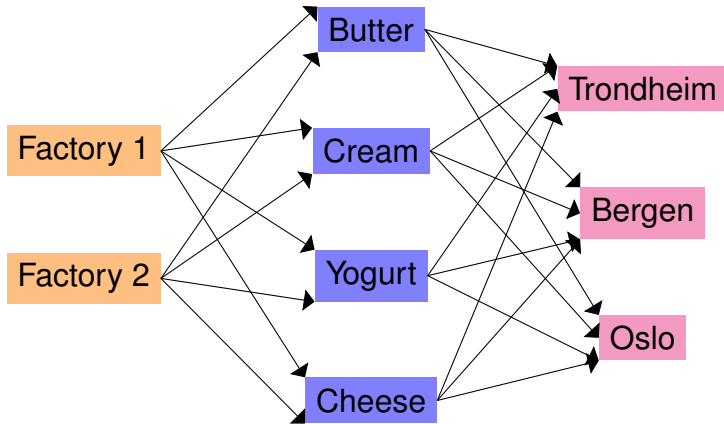 Factory 1
Factory 2
Butter
Cream
Yogurt
Cheese
Trondheim
Bergen
Oslo